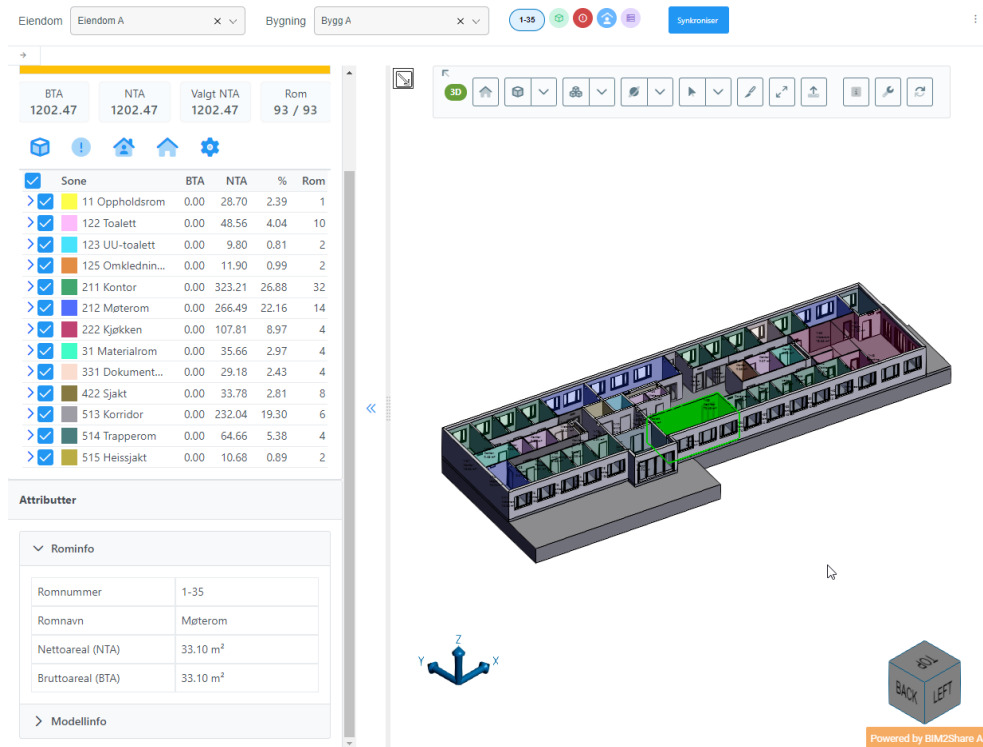 Eiendom Eiendom A Bygning Bygg A 1-35 Synkroniser
BTA NTA Valgt NTA Rom
1202.47 1202.47 1202.47 93 / 93
3D
Sone BTA NTA % Rom
11 Oppholdsrom 0.00 28.70 2.39 1
122 Toalett 0.00 48.56 4.04 10
123 UU-toalett 0.00 9.80 0.81 2
125 Omklednin... 0.00 11.90 0.99 2
211 Kontor 0.00 323.21 26.88 32
212 Møterom 0.00 266.49 22.16 14
222 Kjøkken 0.00 107.81 8.97 4
31 Materialrom 0.00 35.66 2.97 4
331 Dokument... 0.00 29.18 2.43 4
422 Sjakt 0.00 33.78 2.81 8
513 Korridor 0.00 232.04 19.30 6
514 Trapperom 0.00 64.66 5.38 4
515 Heissjakt 0.00 10.68 0.89 2
Attributter
Rominfo
Romnummer 1-35
Romnavn Møterom
Nettoareal (NTA) 33.10 m²
Bruttoareal (BTA) 33.10 m²
Modellinfo
Z
Y X
TOP
BACK LEFT
Powered by BIM2Share A